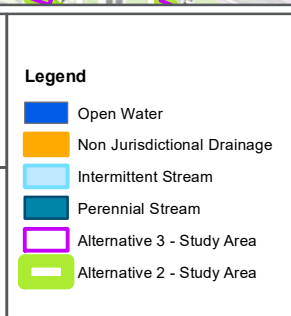 Legend
Open Water
Non Jurisdictional Drainage
Intermittent Stream
Perennial Stream
Alternative 3 - Study Area
Alternative 2 - Study Area